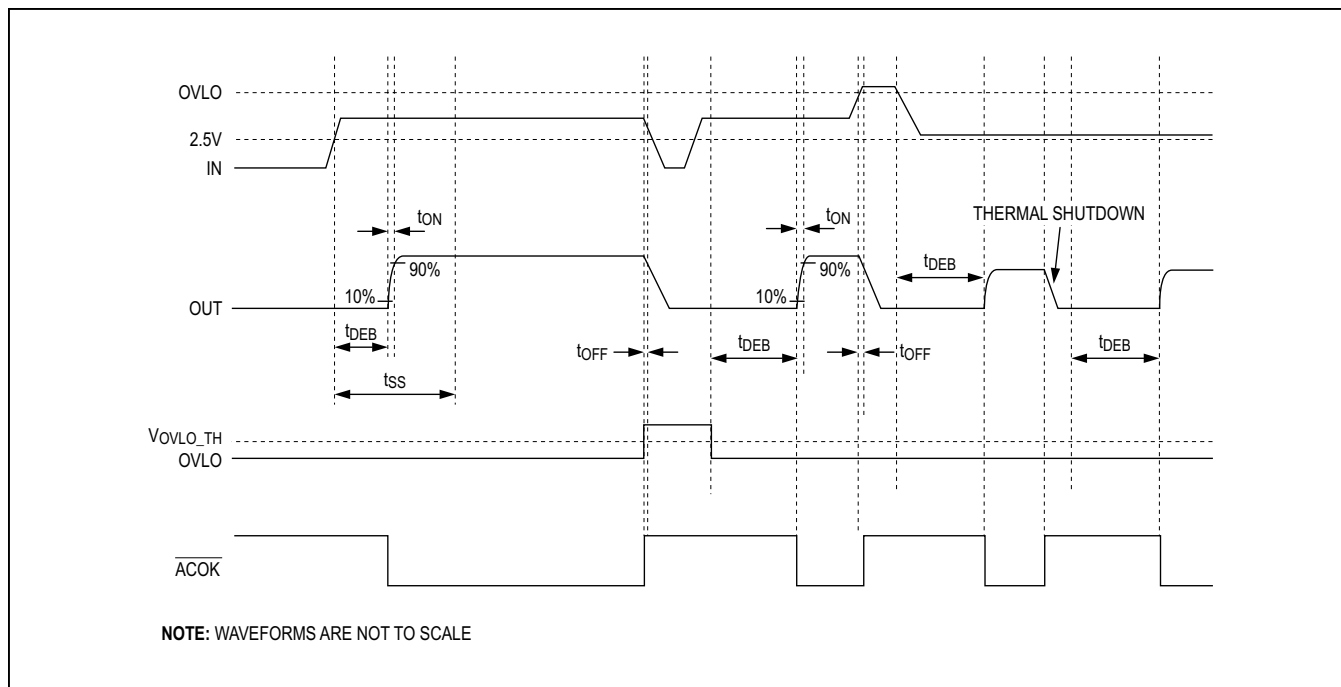 OVLO
2.5V
IN
tON
tON
THERMAL SHUTDOWN
90%
90%
tDEB
10%
10%
OUT
tDEB
tOFF
tDEB
tOFF
tDEB
tSS
VOVLO_TH
OVLO
ACOK
NOTE: WAVEFORMS ARE NOT TO SCALE